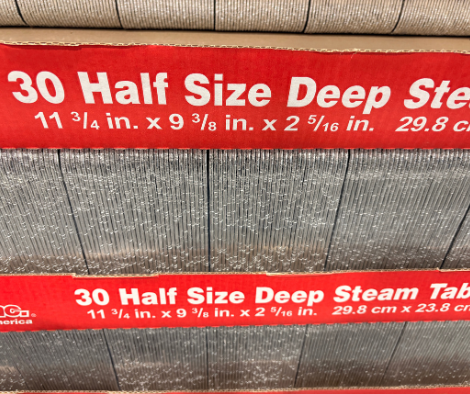 30 Half Size Deep Ste
11 3/4 in. x 9 3/8 in. x 2 5/16 in. 29.8 c
30 Half Size Deep Steam Tab
11 3/4 in. x 9 3/8 in. x 2 5/16 in. 29.8 cm x 23.8 c
nc.®
merica